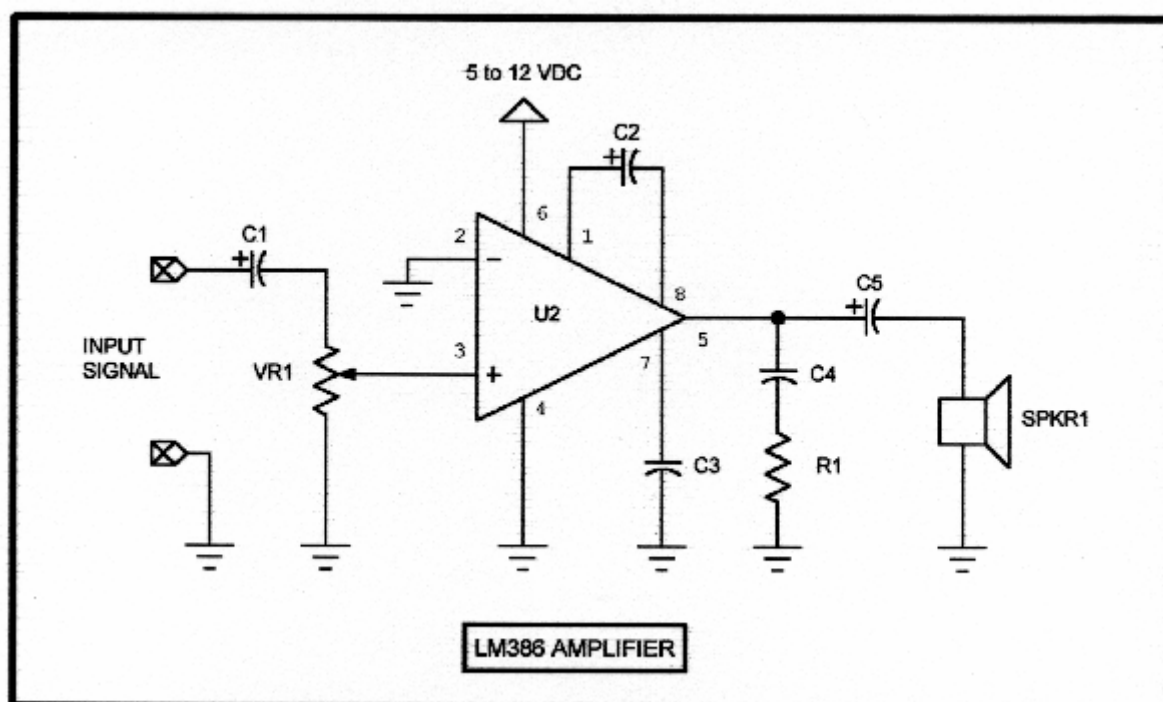 5 to 12 VDC
C2
+
6
1
C1
+
2
-
8
C5
+
U2
INPUT
SIGNAL
VR1
3
+
7
5
4
C4
SPKR1
C3
R1
LM386 AMPLIFIER